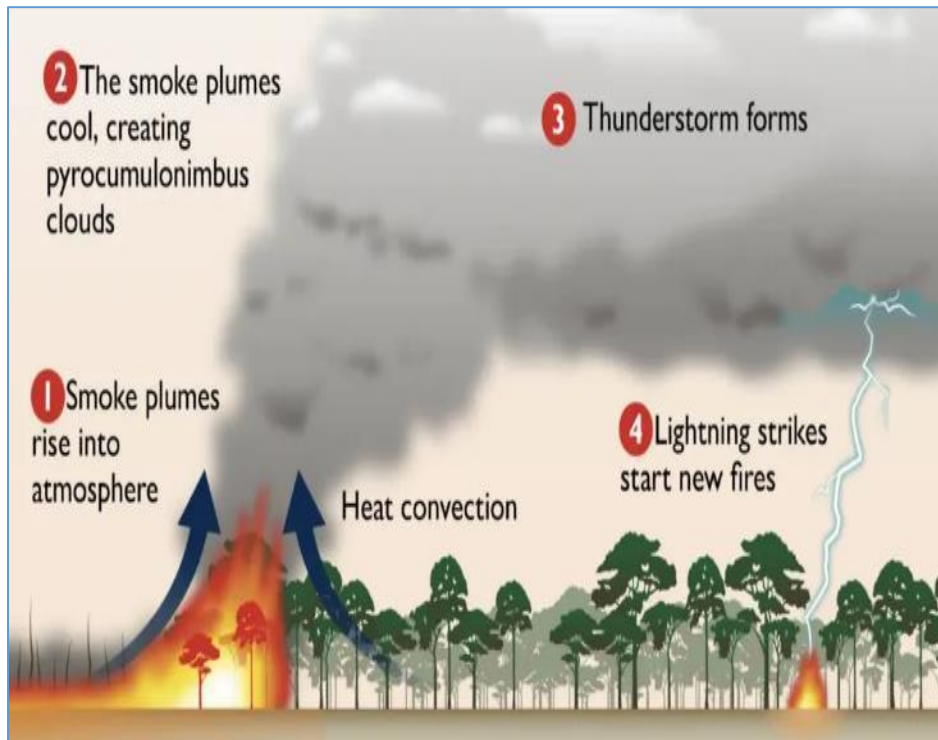 2 The smoke plumes
cool, creating
pyrocumulonimbus
clouds
3 Thunderstorm forms
1 Smoke plumes
rise into
atmosphere
Heat convection
4 Lightning strikes
start new fires